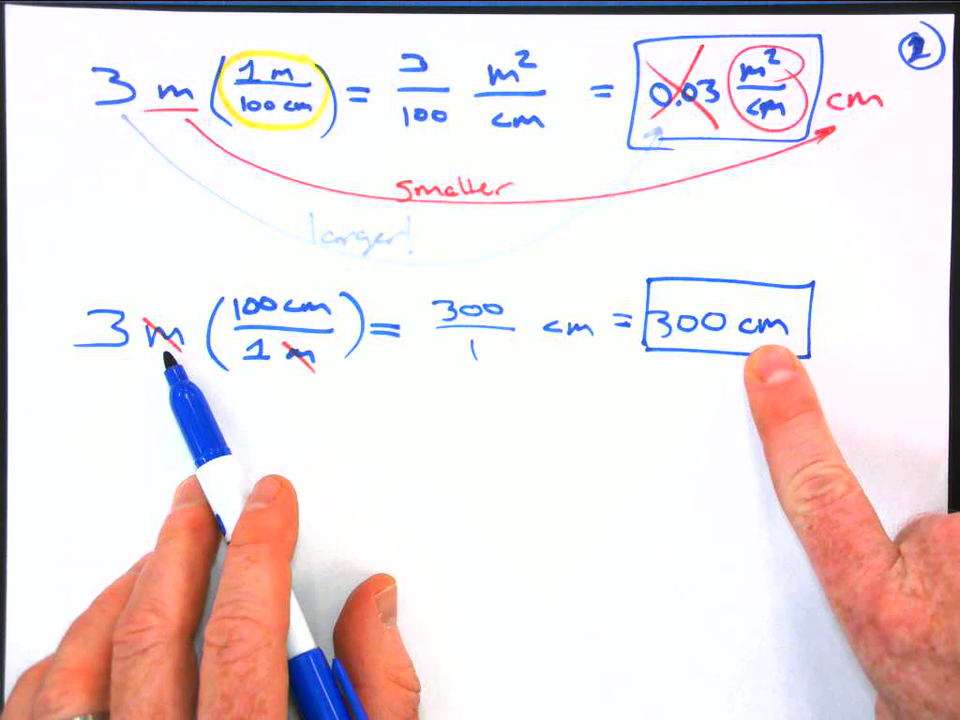 2
3 m (1 m / 100 cm) = 3/100 m²/cm = 0.03 m²/cm cm
smaller
larger!
3 m (100 cm / 1 m) = 300/1 cm = 300 cm